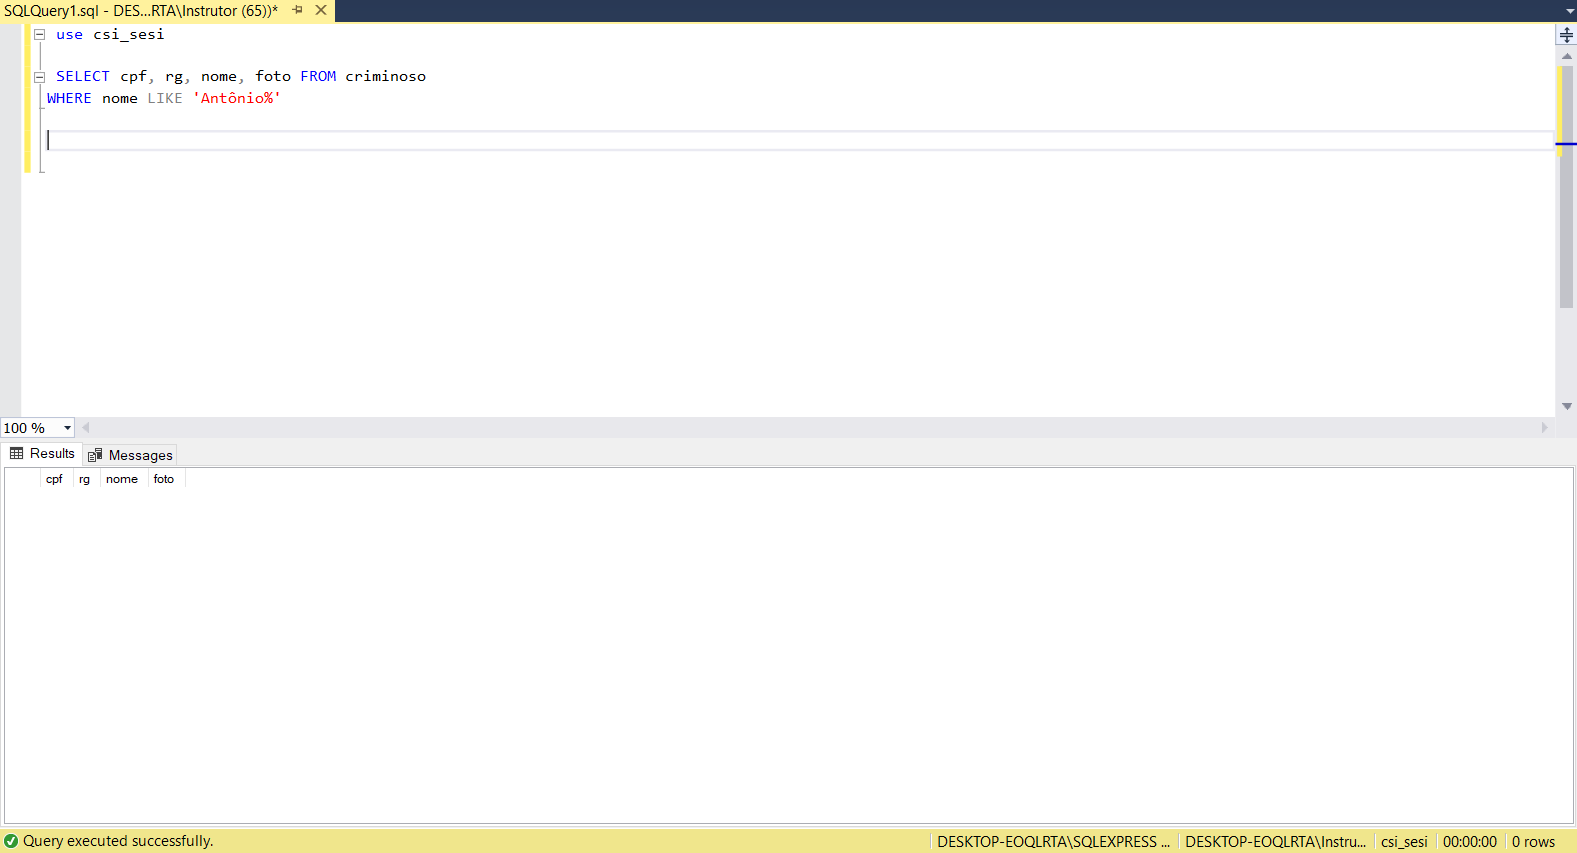 SQLQuery1.sql - DES...RTA\Instrutor (65))*
use csi_sesi
SELECT cpf, rg, nome, foto FROM criminoso
WHERE nome LIKE 'Antônio%'
100 %
Results Messages
cpf rg nome foto
Query executed successfully. DESKTOP-EOQLRTA\SQLEXPRESS ... DESKTOP-EOQLRTA\Instru... csi_sesi 00:00:00 0 rows